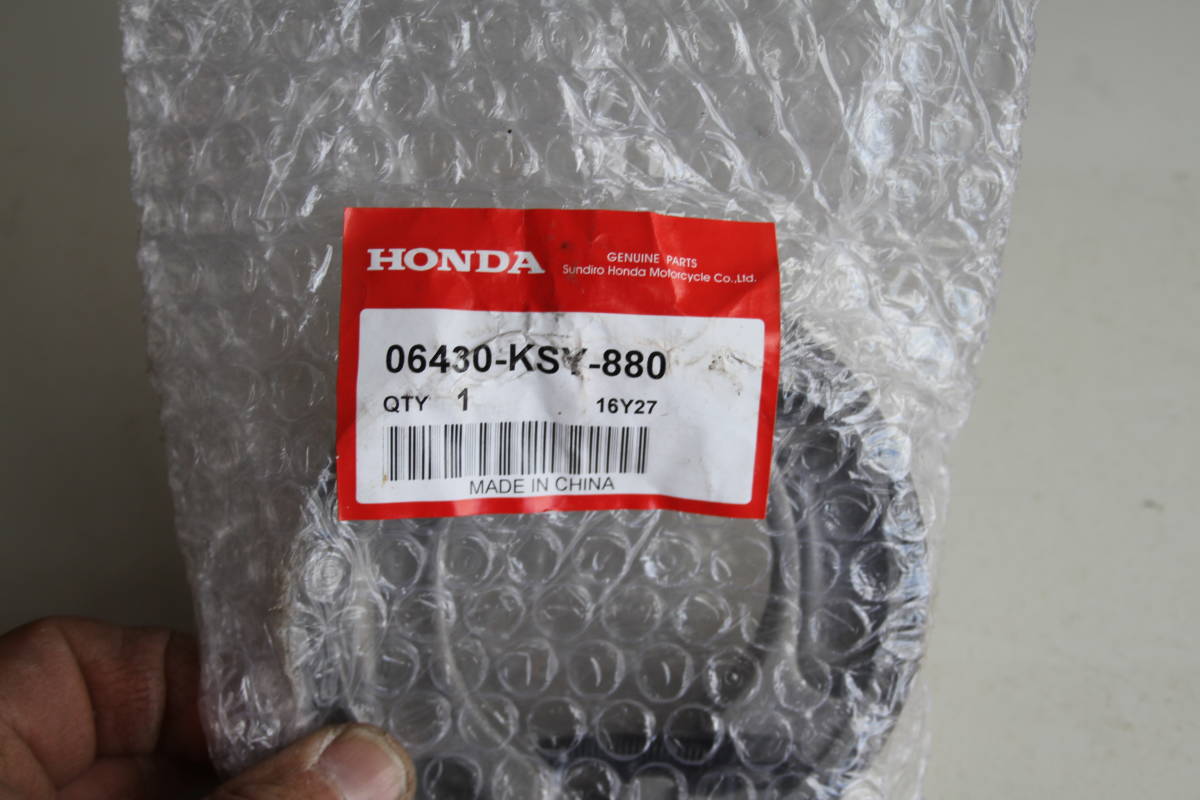 HONDA
GENUINE PARTS
Sundiro Honda Motorcycle Co.,Ltd.
06430-KSY-880
QTY 1 16Y27
MADE IN CHINA